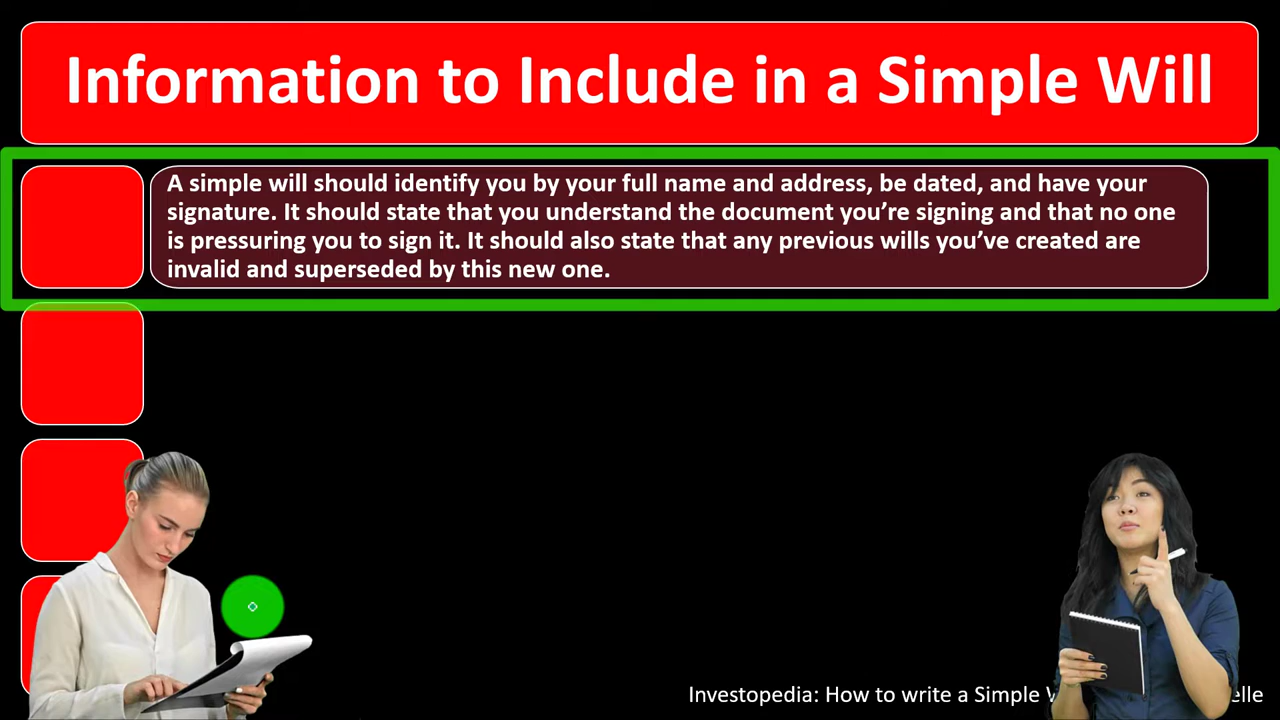 Information to Include in a Simple Will
A simple will should identify you by your full name and address, be dated, and have your
signature. It should state that you understand the document you’re signing and that no one
is pressuring you to sign it. It should also state that any previous wills you’ve created are
invalid and superseded by this new one.
Investopedia: How to write a Simple